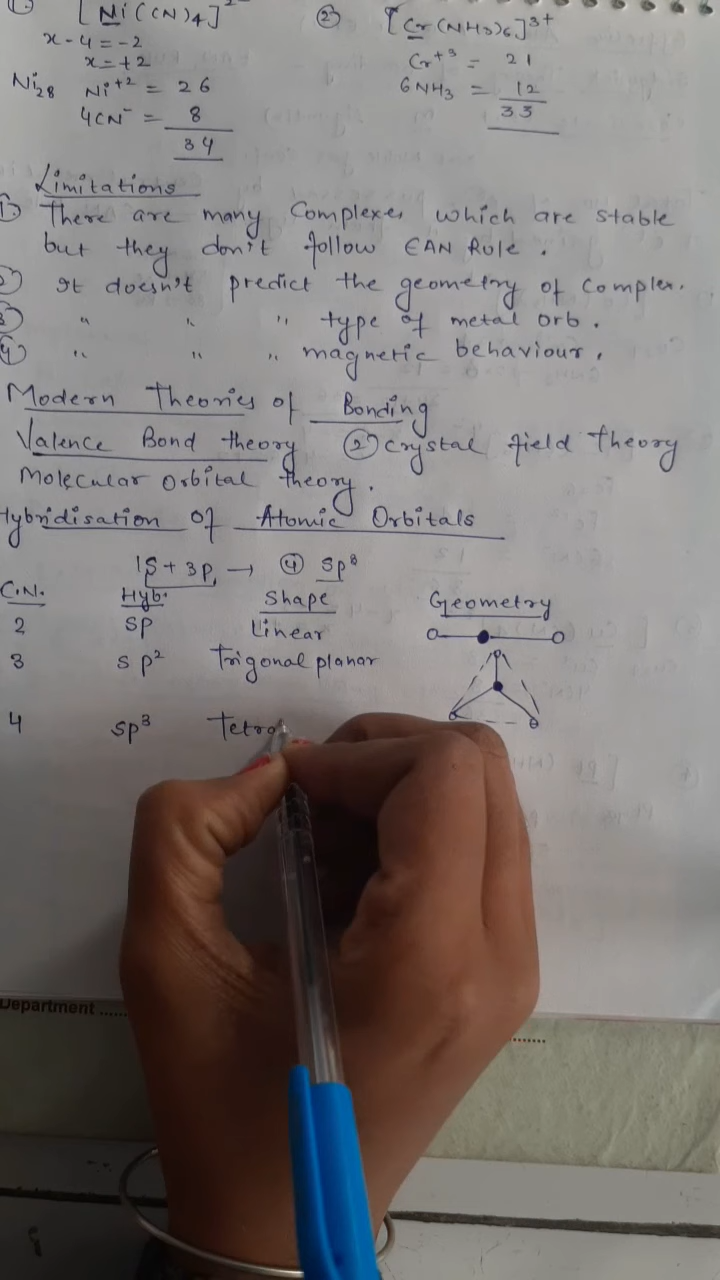 [Ni(CN)4]2-
x-4=-2
x=+2
Ni28 Ni+2 = 26
4CN- = 8
34
② [Cr(NH3)6]3+
Cr+3 = 21
6NH3 = 12
33
Limitations
① There are many Complexes which are stable
but they don't follow EAN Rule.
② It doesn't predict the geometry of Complex.
③ " " " type of metal orb.
④ " " " magnetic behaviour.
Modern Theories of Bonding
Valence Bond theory ② Crystal field Theory
Molecular Orbital theory.
Hybridisation Of Atomic Orbitals
1S + 3P → ④ sp3
C.N. Hyb. Shape Geometry
2 sp Linear
3 sp2 Trigonal planar
4 sp3 Tetra
Department ......